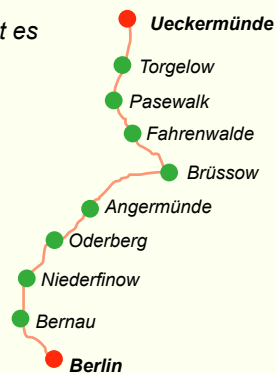 t es
Ueckermünde
Torgelow
Pasewalk
Fahrenwalde
Brüssow
Angermünde
Oderberg
Niederfinow
Bernau
Berlin